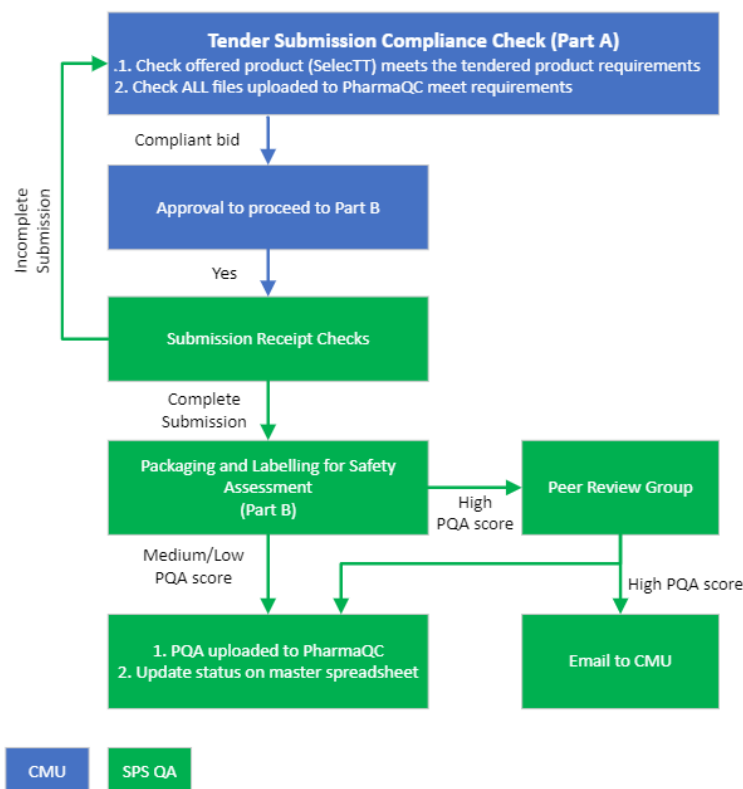 Tender Submission Compliance Check (Part A)
.1. Check offered product (SelecTT) meets the tendered product requirements
2. Check ALL files uploaded to PharmaQC meet requirements
Compliant bid
Incomplete
Submission
Approval to proceed to Part B
Yes
Submission Receipt Checks
Complete
Submission
Packaging and Labelling for Safety
Assessment
(Part B)
High
PQA score
Peer Review Group
Medium/Low
PQA score
High PQA score
1. PQA uploaded to PharmaQC
2. Update status on master spreadsheet
Email to CMU
CMU
SPS QA